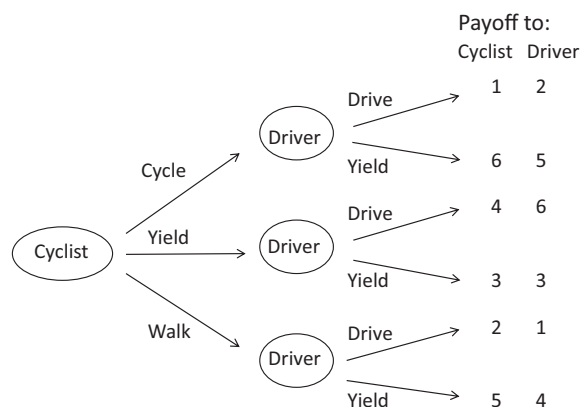 Payoff to:
Cyclist Driver
Drive 1 2
Driver
Yield 6 5
Cycle
Drive 4 6
Cyclist Yield Driver
Yield 3 3
Walk
Drive 2 1
Driver
Yield 5 4